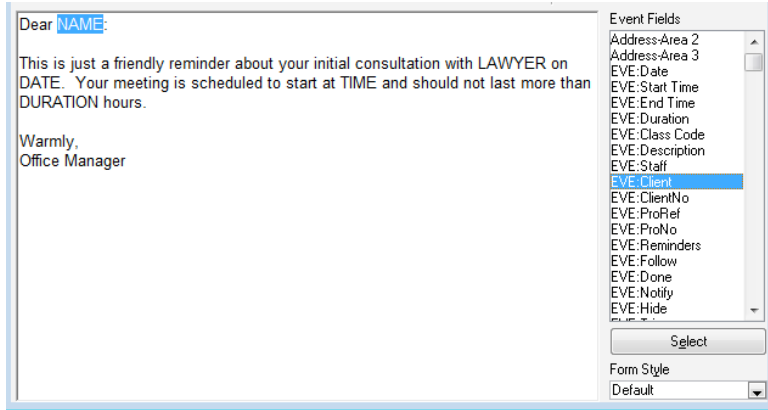 Dear NAME:
This is just a friendly reminder about your initial consultation with LAWYER on
DATE.  Your meeting is scheduled to start at TIME and should not last more than
DURATION hours.
Warmly,
Office Manager
Event Fields
Address-Area 2
Address-Area 3
EVE:Date
EVE:Start Time
EVE:End Time
EVE:Duration
EVE:Class Code
EVE:Description
EVE:Staff
EVE:Client
EVE:ClientNo
EVE:ProRef
EVE:ProNo
EVE:Reminders
EVE:Follow
EVE:Done
EVE:Notify
EVE:Hide
Select
Form Style
Default